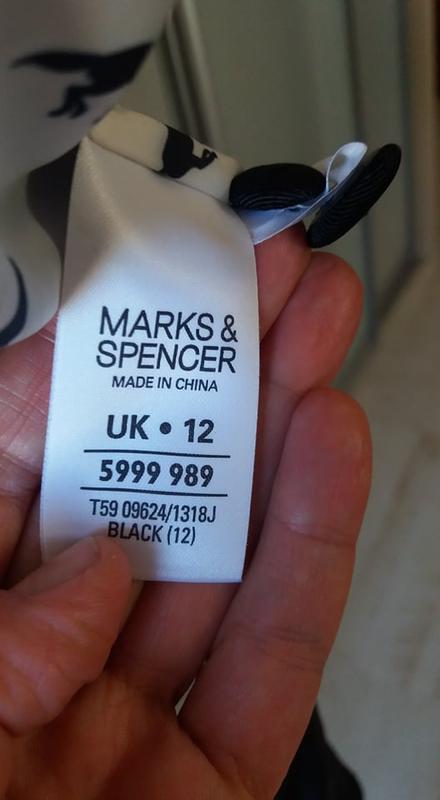 MARKS &
SPENCER
MADE IN CHINA
UK • 12
5999 989
T59 09624/1318J
BLACK (12)